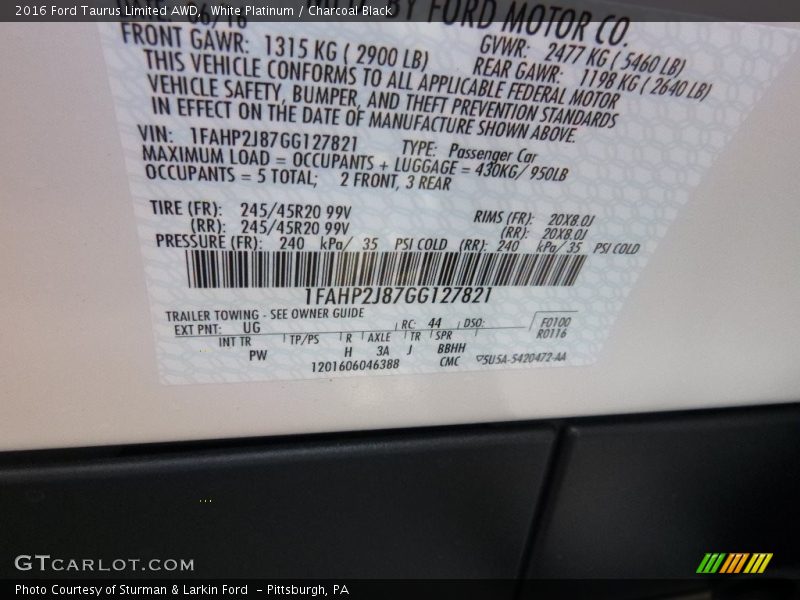 2016 Ford Taurus Limited AWD, White Platinum / Charcoal Black
DATE: 06/16 BY FORD MOTOR CO.
FRONT GAWR: 1315 KG ( 2900 LB) GVWR: 2477 KG ( 5460 LB)
REAR GAWR: 1198 KG ( 2640 LB)
THIS VEHICLE CONFORMS TO ALL APPLICABLE FEDERAL MOTOR
VEHICLE SAFETY, BUMPER, AND THEFT PREVENTION STANDARDS
IN EFFECT ON THE DATE OF MANUFACTURE SHOWN ABOVE.
VIN: 1FAHP2J87GG127821 TYPE: Passenger Car
MAXIMUM LOAD = OCCUPANTS + LUGGAGE = 430KG/ 950LB
OCCUPANTS = 5 TOTAL; 2 FRONT, 3 REAR
TIRE (FR): 245/45R20 99V RIMS (FR): 20X8.0J
(RR): 245/45R20 99V (RR): 20X8.0J
PRESSURE (FR): 240 kPa/ 35 PSI COLD (RR): 240 kPa/ 35 PSI COLD
1FAHP2J87GG127821
TRAILER TOWING - SEE OWNER GUIDE
EXT PNT: UG RC: 44 DSO: F0100
R0116
INT TR TP/PS R AXLE TR SPR
PW H 3A J BBHH
1201606046388 CMC 5U5A-5420472-AA
GTCARLOT.COM
Photo Courtesy of Sturman & Larkin Ford - Pittsburgh, PA